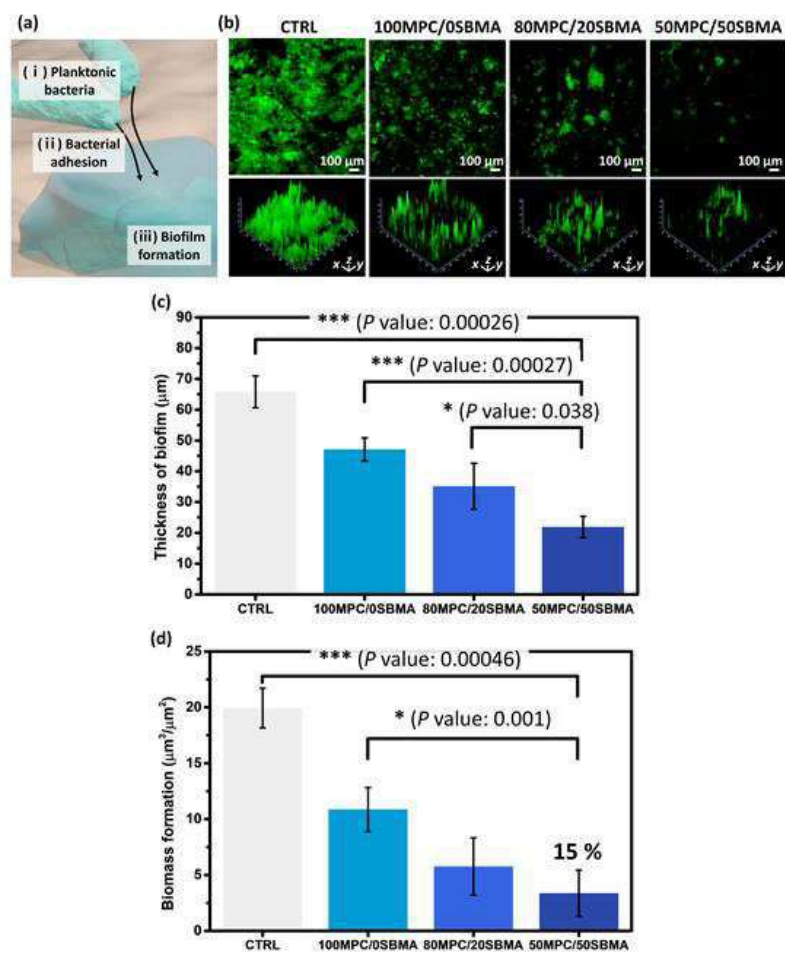 (a)
(i) Planktonic
bacteria
(ii) Bacterial
adhesion
(iii) Biofilm
formation
(b)
CTRL 100MPC/0SBMA 80MPC/20SBMA 50MPC/50SBMA
100 μm 100 μm 100 μm 100 μm
x z y x z y x z y x z y
(c)
Thickness of biofim (μm)
90
80
70
60
50
40
30
20
10
0
*** (P value: 0.00026)
*** (P value: 0.00027)
* (P value: 0.038)
CTRL 100MPC/0SBMA 80MPC/20SBMA 50MPC/50SBMA
(d)
Biomass formation (μm³/μm²)
25
20
15
10
5
0
*** (P value: 0.00046)
* (P value: 0.001)
15 %
CTRL 100MPC/0SBMA 80MPC/20SBMA 50MPC/50SBMA